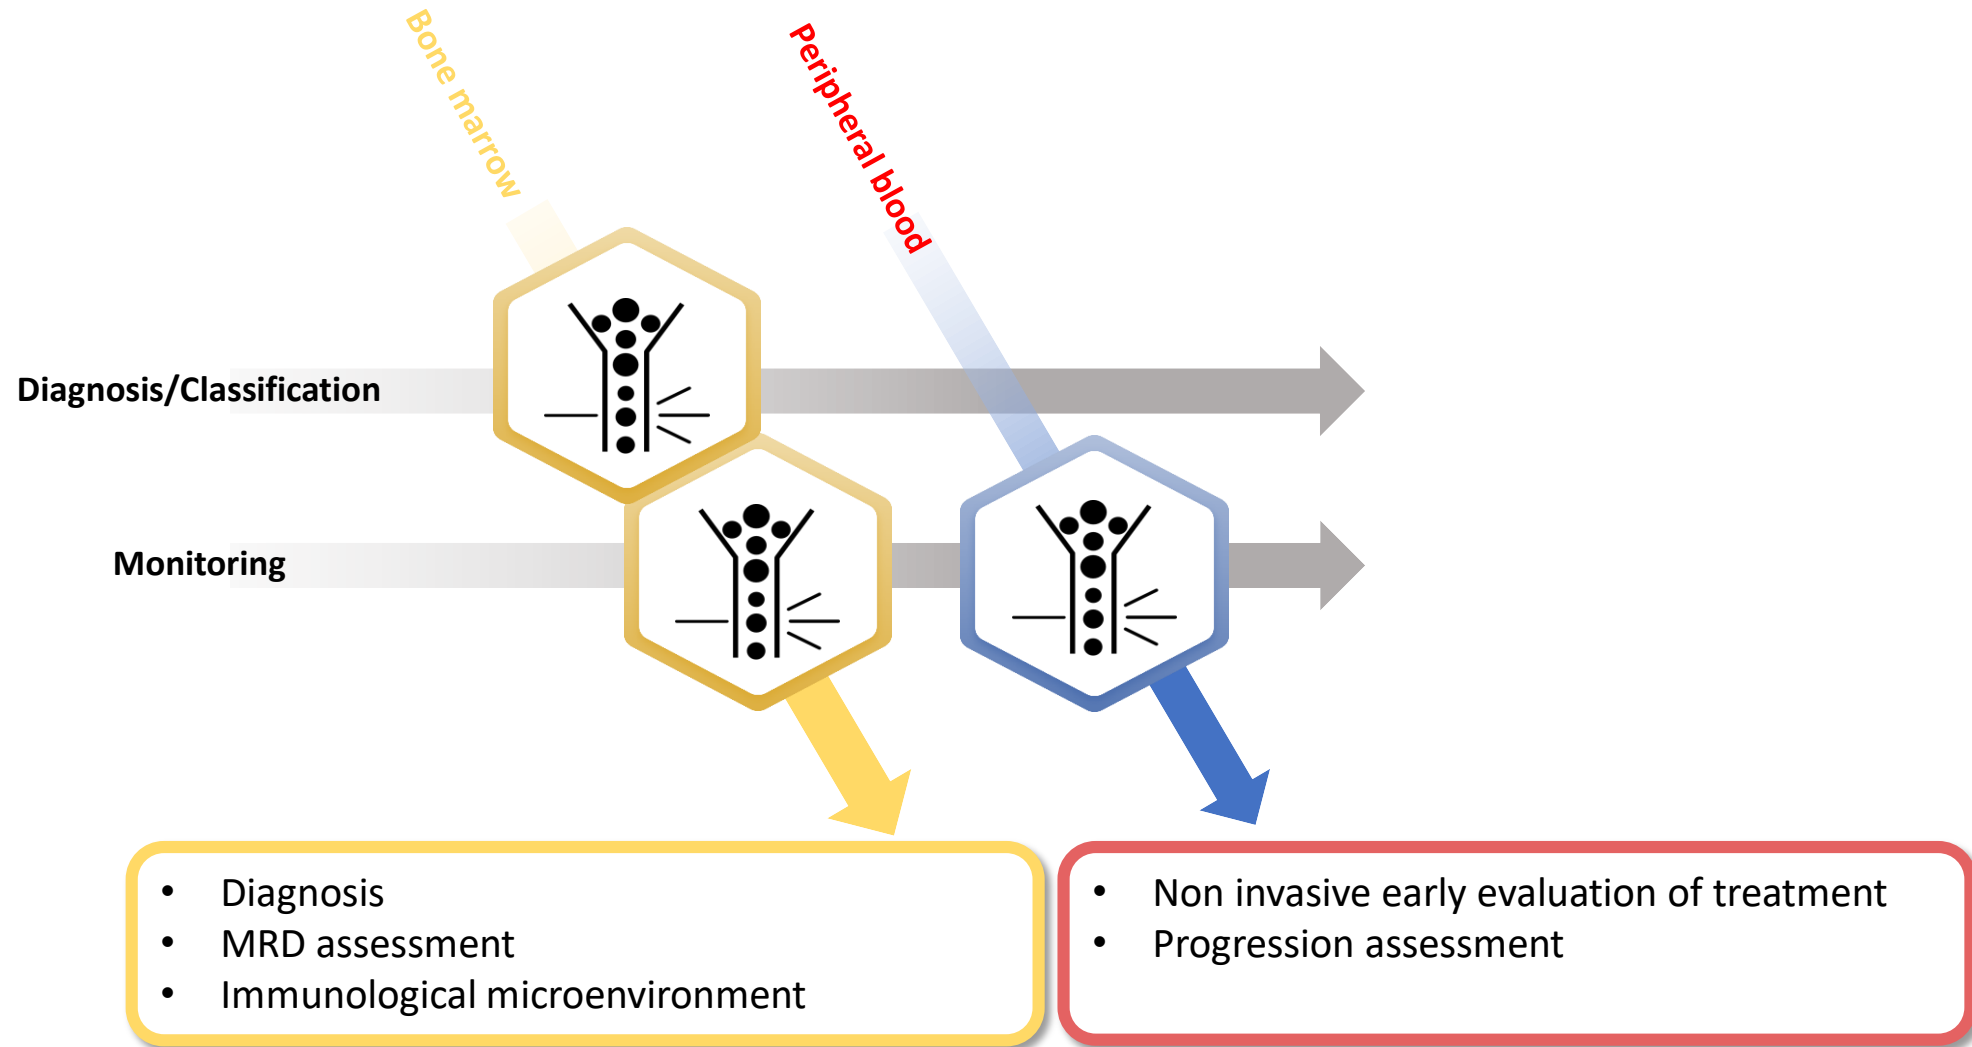 Bone marrow
Peripheral blood
Diagnosis/Classification
Monitoring
• Diagnosis
• MRD assessment
• Immunological microenvironment
• Non invasive early evaluation of treatment
• Progression assessment